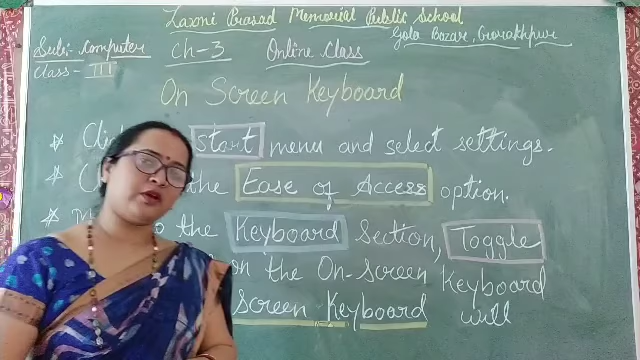 Laxmi Prasad Memorial Public School
Gola Bazar, Gorakhpur
Sub:- Computer
Ch-3
Online Class
Class - III
On Screen Keyboard
start menu and select settings.
the Ease of Access option.
the Keyboard section, Toggle
on the On-Screen Keyboard
Screen Keyboard will